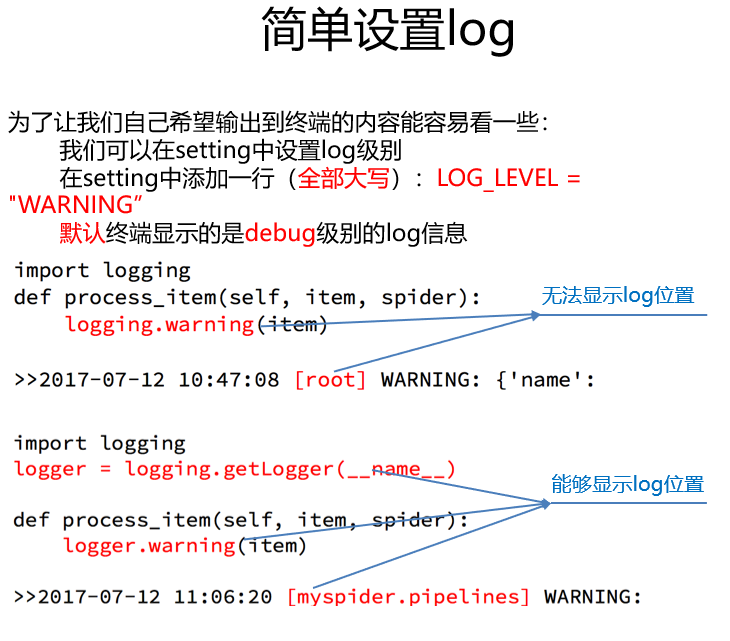 简单设置log
为了让我们自己希望输出到终端的内容能容易看一些：
我们可以在setting中设置log级别
在setting中添加一行（全部大写）：LOG_LEVEL =
"WARNING”
默认终端显示的是debug级别的log信息
import logging
def process_item(self, item, spider):
logging.warning(item)
无法显示log位置
>>2017-07-12 10:47:08 [root] WARNING: {'name':
import logging
logger = logging.getLogger(__name__)
能够显示log位置
def process_item(self, item, spider):
logger.warning(item)
>>2017-07-12 11:06:20 [myspider.pipelines] WARNING: